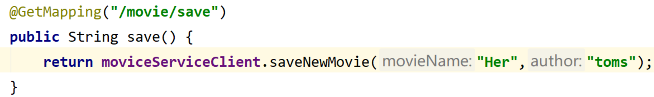 @GetMapping("/movie/save")
public String save() {
return moviceServiceClient.saveNewMovie( movieName: "Her", author: "toms");
}